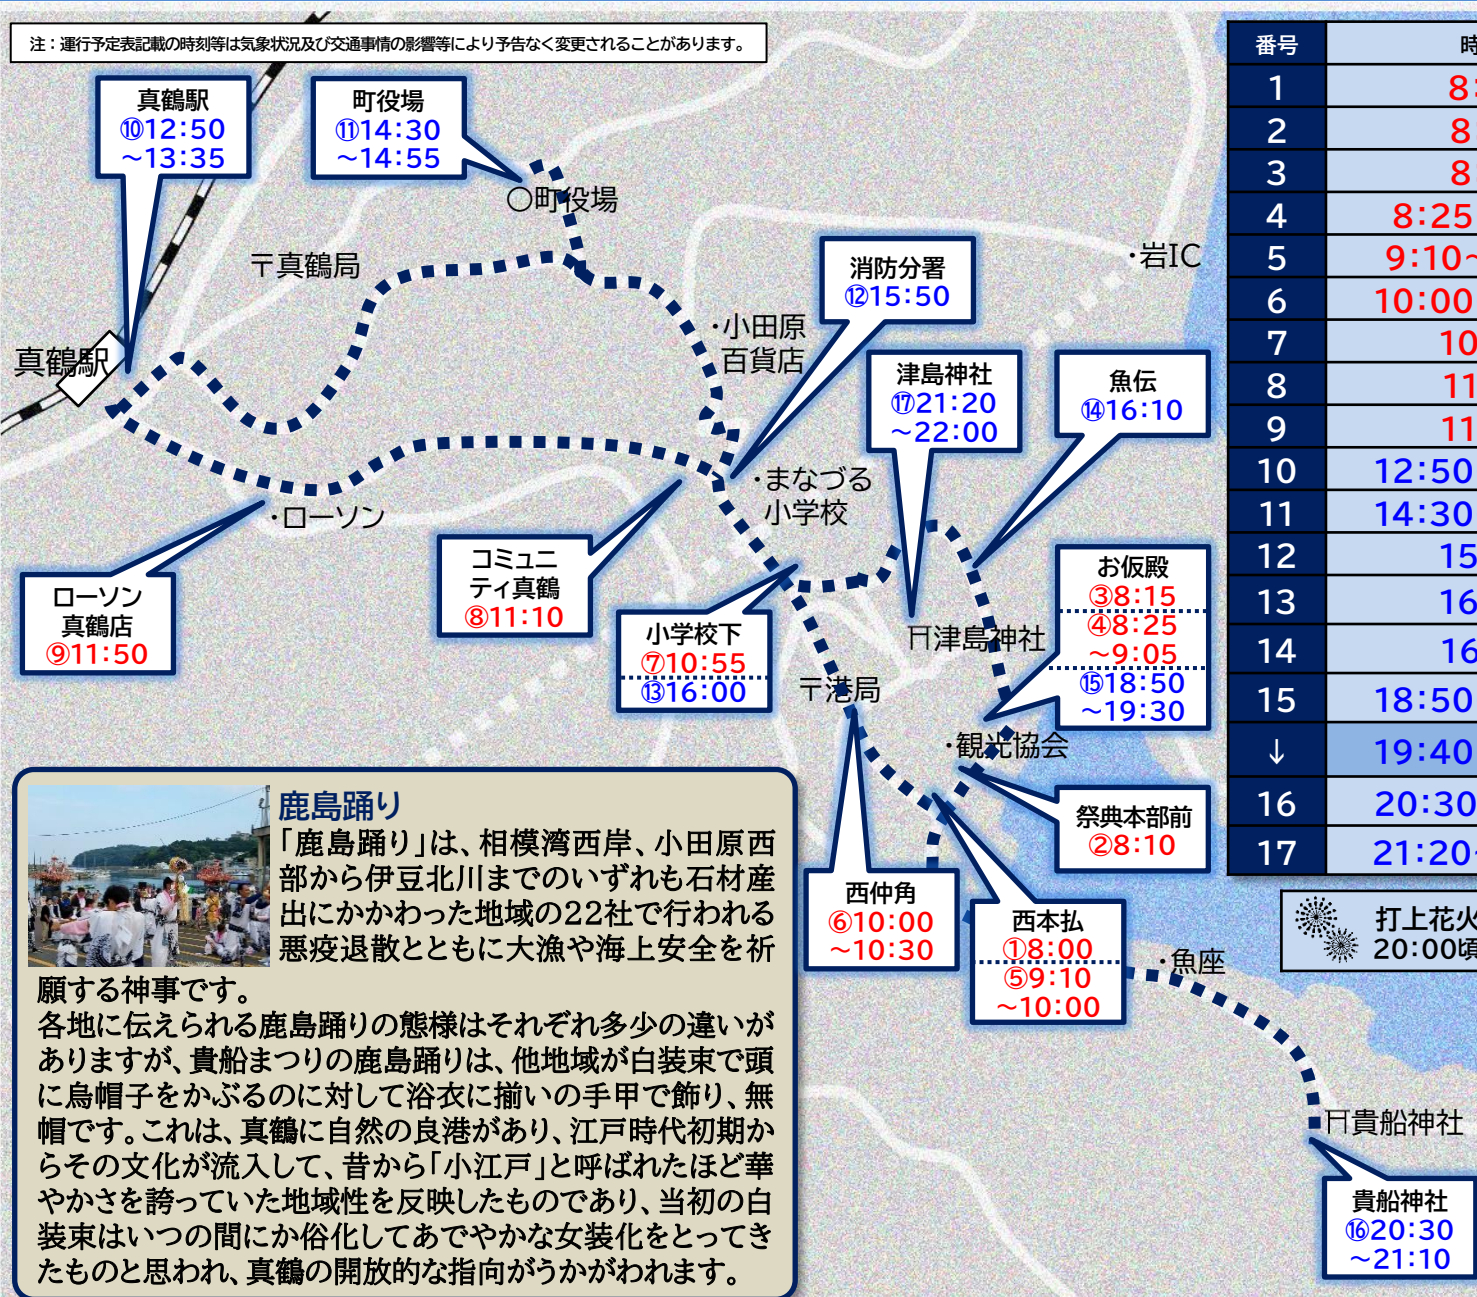 注：運行予定表記載の時刻等は気象状況及び交通事情の影響等により予告なく変更されることがあります。
真鶴駅
⑩12:50
～13:35
町役場
⑪14:30
～14:55
〇町役場
〒真鶴局
真鶴駅
・小田原
百貨店
・岩IC
消防分署
⑫15:50
津島神社
⑰21:20
～22:00
魚伝
⑭16:10
・まなづる
小学校
・ローソン
ローソン
真鶴店
⑨11:50
コミュニ
ティ真鶴
⑧11:10
小学校下
⑦10:55
⑬16:00
⛩津島神社
〒港局
お仮殿
③8:15
④8:25
～9:05
⑮18:50
～19:30
・観光協会
祭典本部前
②8:10
西仲角
⑥10:00
～10:30
西本払
①8:00
⑤9:10
～10:00
・魚座
⛩貴船神社
貴船神社
⑯20:30
～21:10
番号 時
1 8:
2 8
3 8
4 8:25
5 9:10～
6 10:00
7 10
8 11
9 11
10 12:50
11 14:30
12 15
13 16
14 16
15 18:50
↓ 19:40
16 20:30
17 21:20
打上花火
20:00頃
鹿島踊り
「鹿島踊り」は、相模湾西岸、小田原西
部から伊豆北川までのいずれも石材産
出にかかわった地域の22社で行われる
悪疫退散とともに大漁や海上安全を祈
願する神事です。
各地に伝えられる鹿島踊りの態様はそれぞれ多少の違いが
ありますが、貴船まつりの鹿島踊りは、他地域が白装束で頭
に烏帽子をかぶるのに対して浴衣に揃いの手甲で飾り、無
帽です。これは、真鶴に自然の良港があり、江戸時代初期か
らその文化が流入して、昔から「小江戸」と呼ばれたほど華
やかさを誇っていた地域性を反映したものであり、当初の白
装束はいつの間にか俗化してあでやかな女装化をとってき
たものと思われ、真鶴の開放的な指向がうかがわれます。